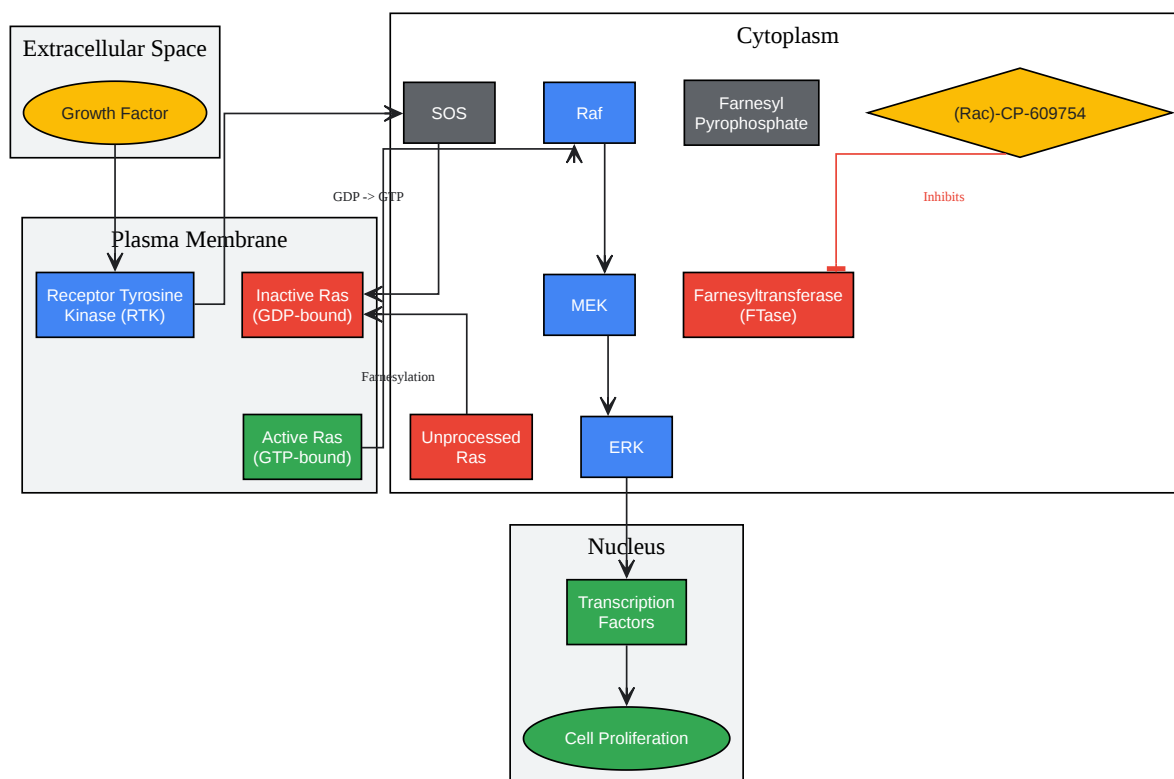 Extracellular Space
Growth Factor
Cytoplasm
SOS
Raf
Farnesyl
Pyrophosphate
(Rac)-CP-609754
GDP -> GTP
Inhibits
Plasma Membrane
Receptor Tyrosine
Kinase (RTK)
Inactive Ras
(GDP-bound)
MEK
Farnesyltransferase
(FTase)
Farnesylation
Active Ras
(GTP-bound)
Unprocessed
Ras
ERK
Nucleus
Transcription
Factors
Cell Proliferation